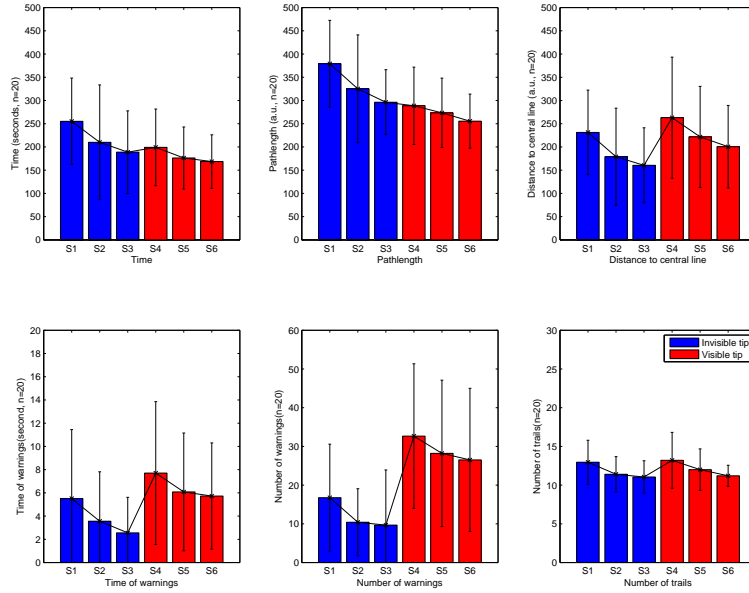 500
450
400
350
300
250
200
150
100
50
0
Time (seconds, n=20)
S1 S2 S3 S4 S5 S6
Time
500
450
400
350
300
250
200
150
100
50
0
Pathlength (a.u., n=20)
S1 S2 S3 S4 S5 S6
Pathlength
500
450
400
350
300
250
200
150
100
50
0
Distance to central line (a.u., n=20)
S1 S2 S3 S4 S5 S6
Distance to central line
20
18
16
14
12
10
8
6
4
2
0
Time of warnings(second, n=20)
S1 S2 S3 S4 S5 S6
Time of warnings
60
50
40
30
20
10
0
Number of warnings(n=20)
S1 S2 S3 S4 S5 S6
Number of warnings
30
25
20
15
10
5
0
Number of trails(n=20)
Invisible tip
Visible tip
S1 S2 S3 S4 S5 S6
Number of trails